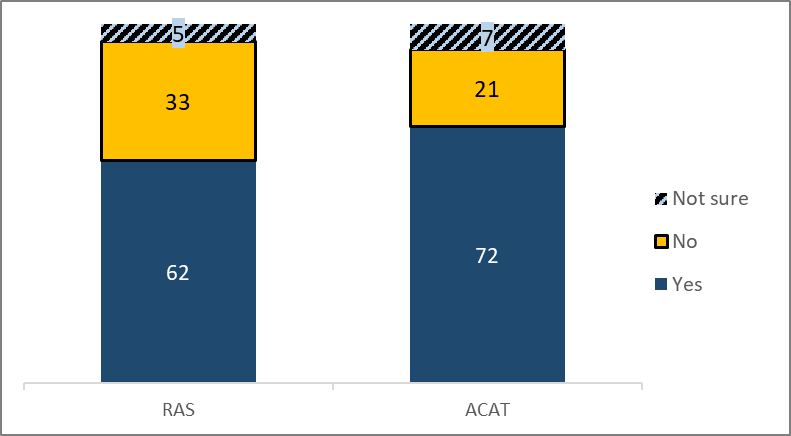 5
7
33
21
62
72
Not sure
No
Yes
RAS
ACAT